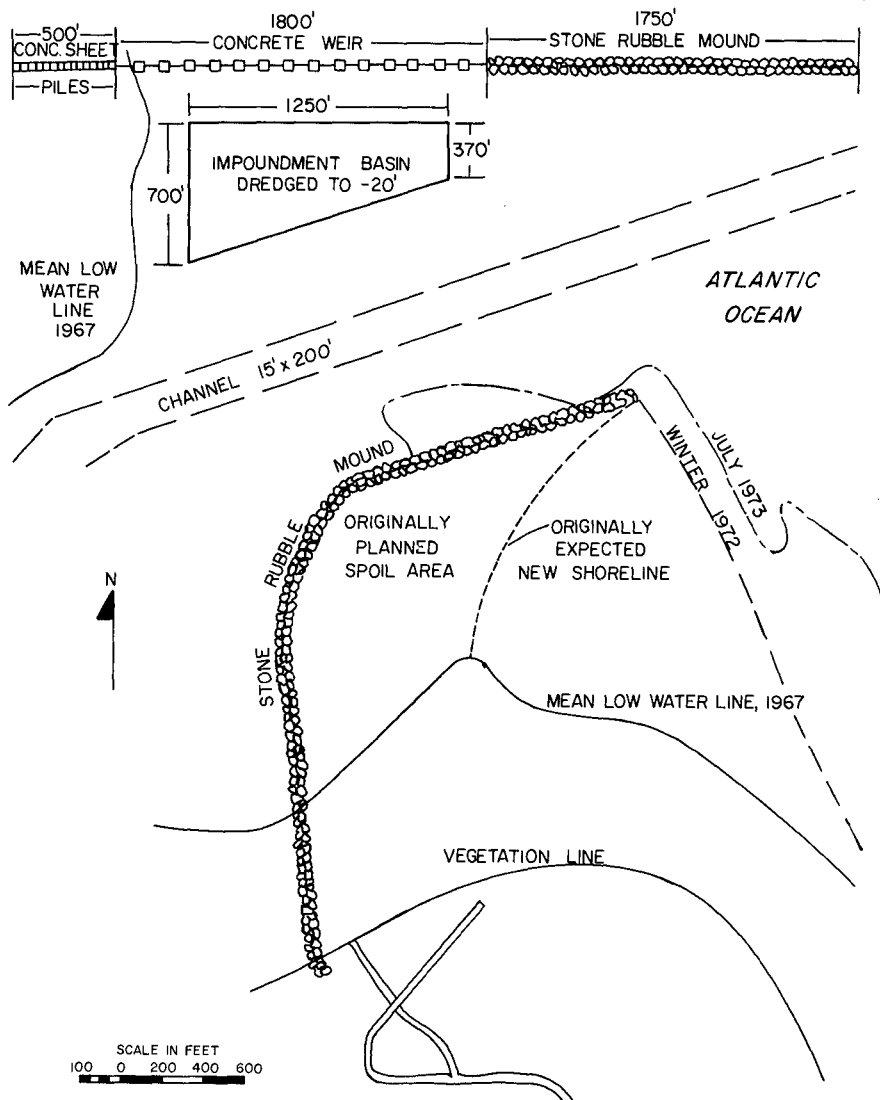 500'
CONC. SHEET
PILES
1800'
CONCRETE WEIR
1750'
STONE RUBBLE MOUND
1250'
700'
370'
IMPOUNDMENT BASIN
DREDGED TO -20'
MEAN LOW
WATER
LINE
1967
ATLANTIC
OCEAN
CHANNEL 15' x 200'
STONE RUBBLE MOUND
ORIGINALLY
PLANNED
SPOIL AREA
ORIGINALLY
EXPECTED
NEW SHORELINE
WINTER 1972
JULY 1973
N
MEAN LOW WATER LINE, 1967
VEGETATION LINE
SCALE IN FEET
100 0 200 400 600